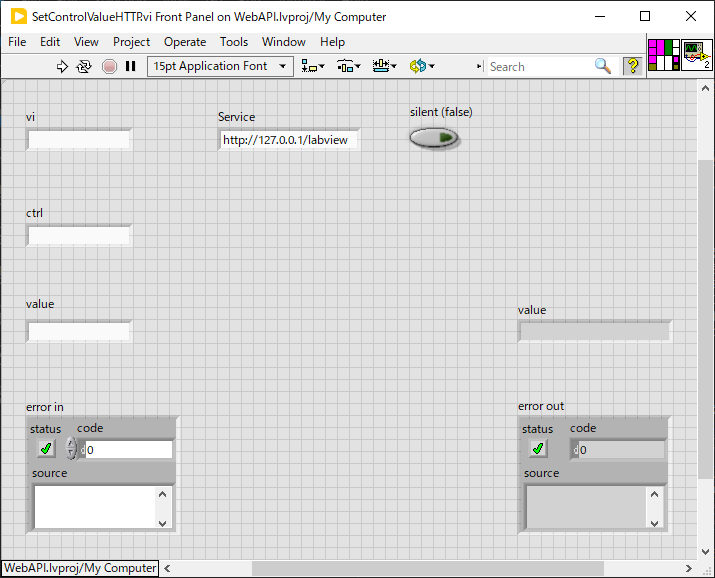 SetControlValueHTTP.vi Front Panel on WebAPI.lvproj/My Computer
File Edit View Project Operate Tools Window Help
15pt Application Font
Search
?
2
vi
Service
silent (false)
http://127.0.0.1/labview
ctrl
value
value
error in
error out
status code
status code
d 0
d 0
source
source
WebAPI.lvproj/My Computer